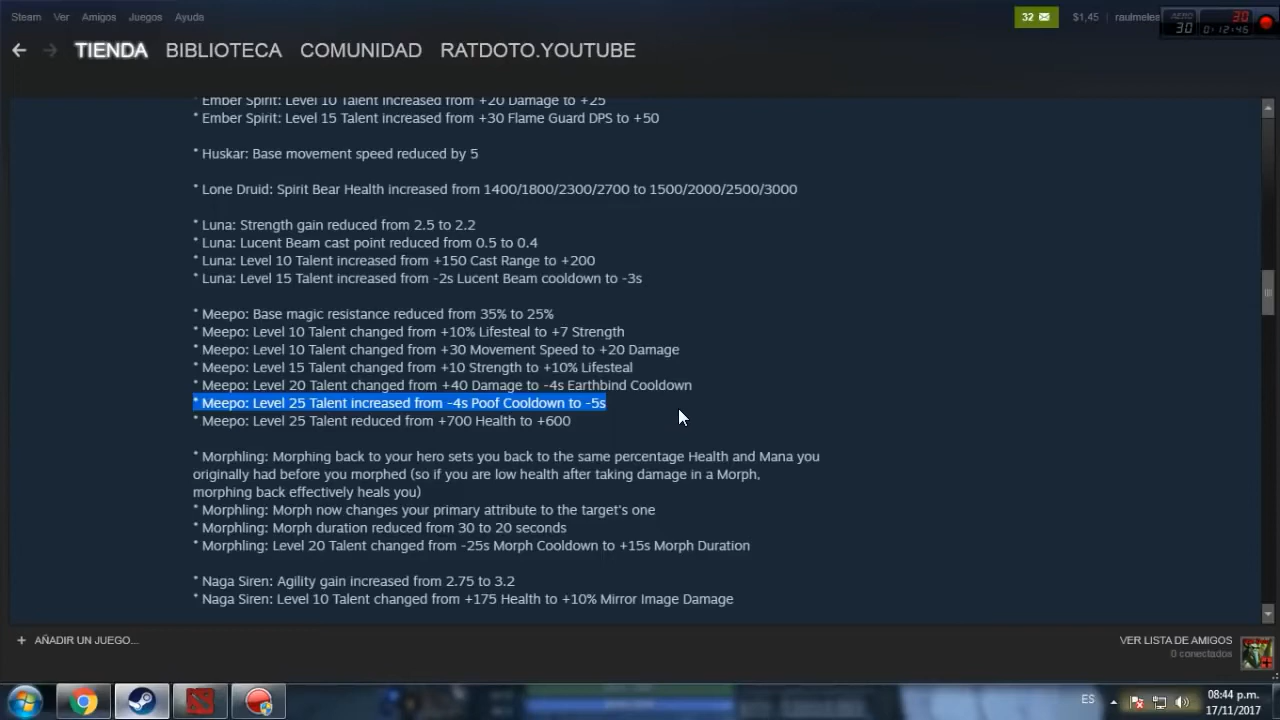 Steam Ver Amigos Juegos Ayuda
32 $1,45 raulmelea
AERO 30 30 0:12:46
TIENDA BIBLIOTECA COMUNIDAD RATDOTO.YOUTUBE
* Ember Spirit: Level 10 Talent increased from +20 Damage to +25
* Ember Spirit: Level 15 Talent increased from +30 Flame Guard DPS to +50
* Huskar: Base movement speed reduced by 5
* Lone Druid: Spirit Bear Health increased from 1400/1800/2300/2700 to 1500/2000/2500/3000
* Luna: Strength gain reduced from 2.5 to 2.2
* Luna: Lucent Beam cast point reduced from 0.5 to 0.4
* Luna: Level 10 Talent increased from +150 Cast Range to +200
* Luna: Level 15 Talent increased from -2s Lucent Beam cooldown to -3s
* Meepo: Base magic resistance reduced from 35% to 25%
* Meepo: Level 10 Talent changed from +10% Lifesteal to +7 Strength
* Meepo: Level 10 Talent changed from +30 Movement Speed to +20 Damage
* Meepo: Level 15 Talent changed from +10 Strength to +10% Lifesteal
* Meepo: Level 20 Talent changed from +40 Damage to -4s Earthbind Cooldown
* Meepo: Level 25 Talent increased from -4s Poof Cooldown to -5s
* Meepo: Level 25 Talent reduced from +700 Health to +600
* Morphling: Morphing back to your hero sets you back to the same percentage Health and Mana you
originally had before you morphed (so if you are low health after taking damage in a Morph,
morphing back effectively heals you)
* Morphling: Morph now changes your primary attribute to the target's one
* Morphling: Morph duration reduced from 30 to 20 seconds
* Morphling: Level 20 Talent changed from -25s Morph Cooldown to +15s Morph Duration
* Naga Siren: Agility gain increased from 2.75 to 3.2
* Naga Siren: Level 10 Talent changed from +175 Health to +10% Mirror Image Damage
+ AÑADIR UN JUEGO...
VER LISTA DE AMIGOS
0 conectados
ES
08:44 p.m.
17/11/2017